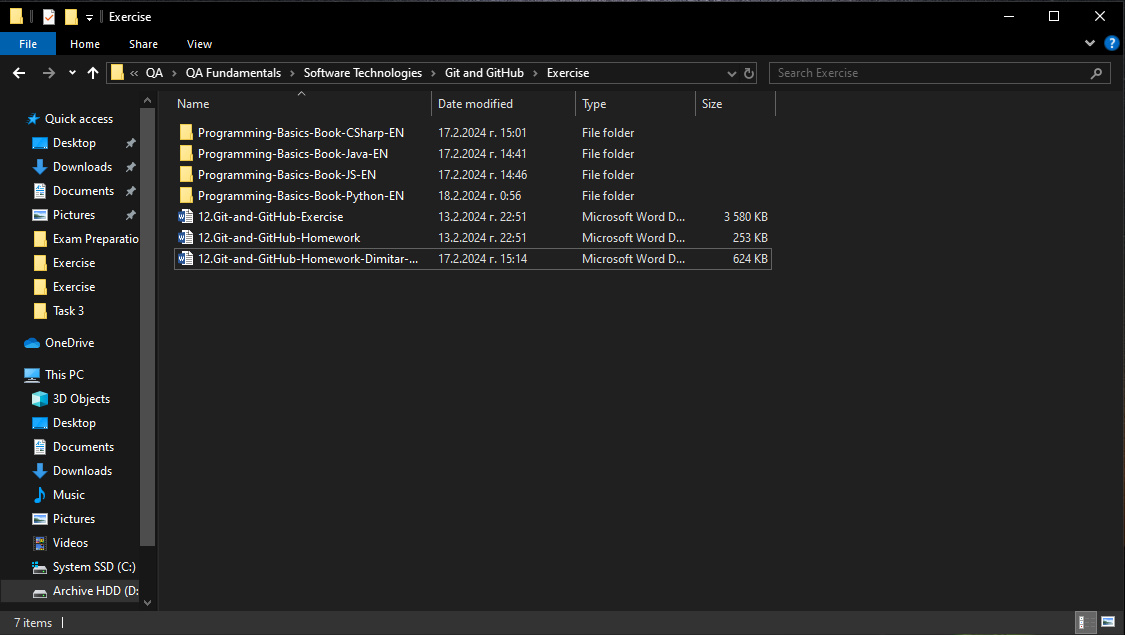 Exercise
File Home Share View
« QA › QA Fundamentals › Software Technologies › Git and GitHub › Exercise
Search Exercise
Name Date modified Type Size
Quick access
Desktop
Downloads
Documents
Pictures
Exam Preparatio
Exercise
Exercise
Task 3
OneDrive
This PC
3D Objects
Desktop
Documents
Downloads
Music
Pictures
Videos
System SSD (C:)
Archive HDD (D:
Programming-Basics-Book-CSharp-EN 17.2.2024 г. 15:01 File folder
Programming-Basics-Book-Java-EN 17.2.2024 г. 14:41 File folder
Programming-Basics-Book-JS-EN 17.2.2024 г. 14:46 File folder
Programming-Basics-Book-Python-EN 18.2.2024 г. 0:56 File folder
12.Git-and-GitHub-Exercise 13.2.2024 г. 22:51 Microsoft Word D... 3 580 KB
12.Git-and-GitHub-Homework 13.2.2024 г. 22:51 Microsoft Word D... 253 KB
12.Git-and-GitHub-Homework-Dimitar-... 17.2.2024 г. 15:14 Microsoft Word D... 624 KB
7 items